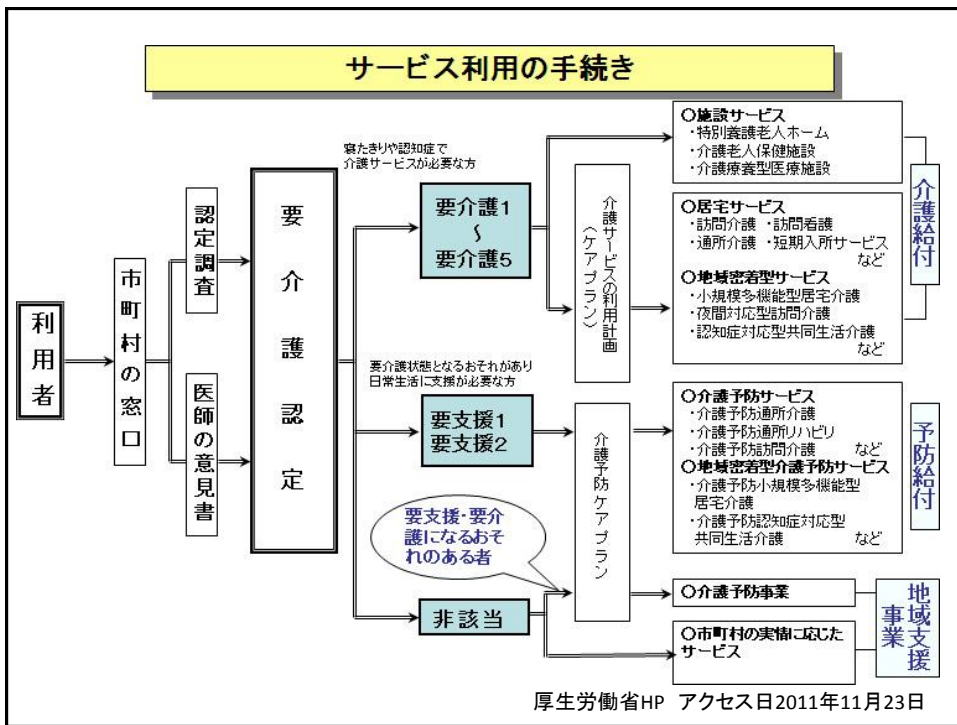 サービス利用の手続き
利用者
市町村の窓口
認定調査
医師の意見書
要介護認定
寝たきりや認知症で
介護サービスが必要な方
要介護1
～
要介護5
要介護状態となるおそれがあり
日常生活に支援が必要な方
要支援1
要支援2
要支援・要介
護になるおそ
れのある者
非該当
介護サービスの利用計画
(ケアプラン)
介護予防ケアプラン
○施設サービス
・特別養護老人ホーム
・介護老人保健施設
・介護療養型医療施設
○居宅サービス
・訪問介護 ・訪問看護
・通所介護 ・短期入所サービス
など
○地域密着型サービス
・小規模多機能型居宅介護
・夜間対応型訪問介護
・認知症対応型共同生活介護
など
介護給付
○介護予防サービス
・介護予防通所介護
・介護予防通所リハビリ
・介護予防訪問介護 など
○地域密着型介護予防サービス
・介護予防小規模多機能型
居宅介護
・介護予防認知症対応型
共同生活介護 など
予防給付
○介護予防事業
○市町村の実情に応じた
サービス
地域支援
事業
厚生労働省HP アクセス日2011年11月23日